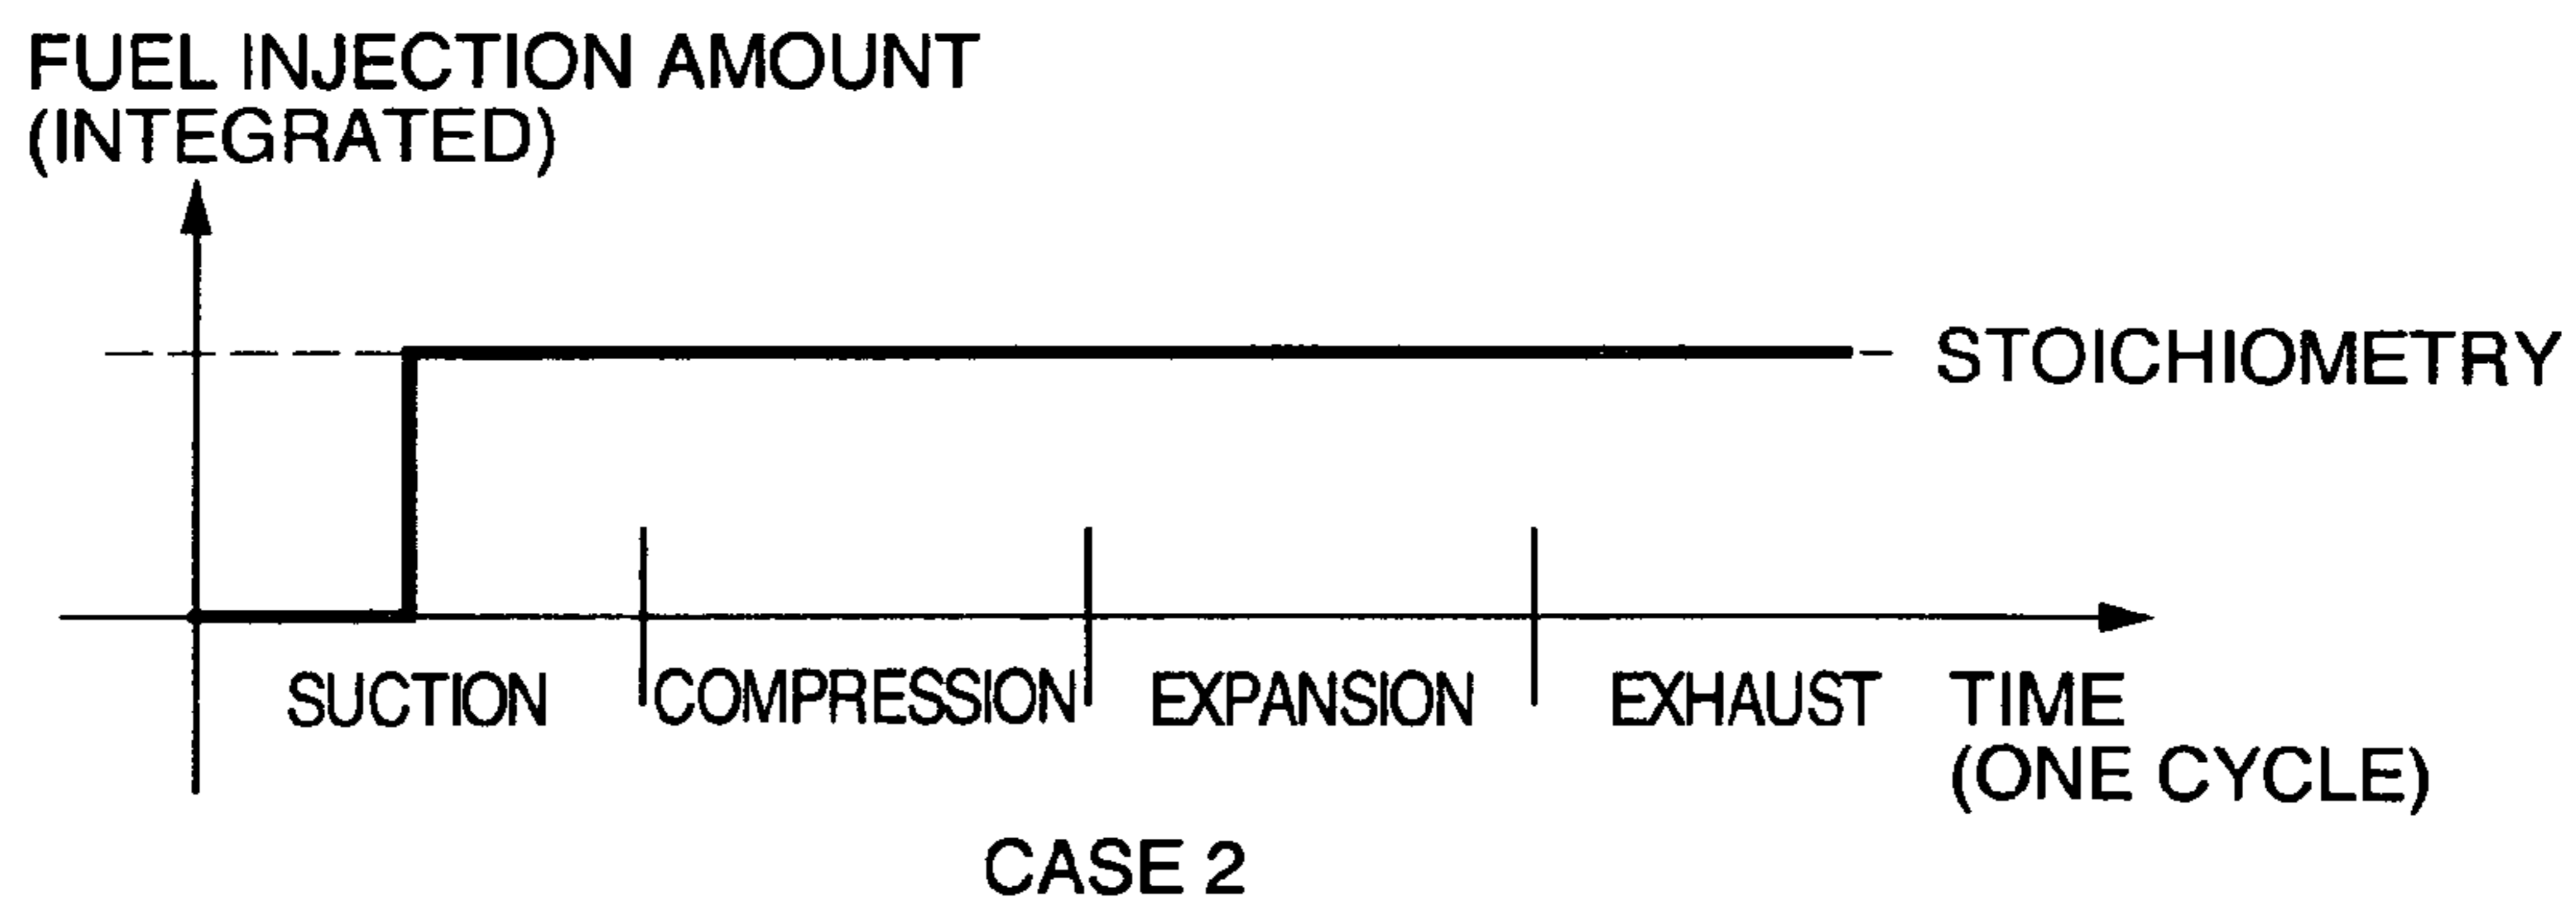 FUEL INJECTION AMOUNT
(INTEGRATED)
STOICHIOMETRY
SUCTION
COMPRESSION
EXPANSION
EXHAUST
TIME
(ONE CYCLE)
CASE 2